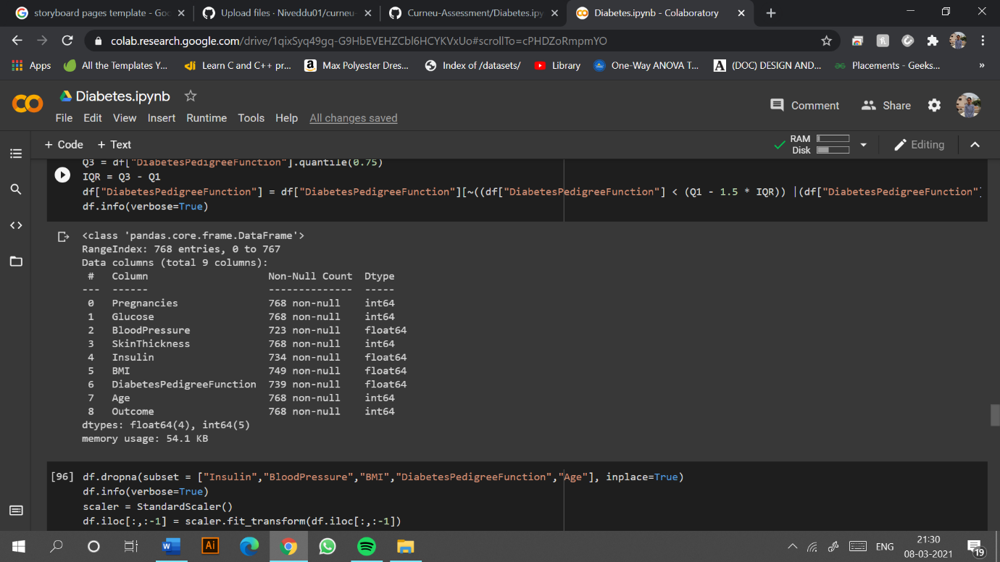 storyboard pages template - Goo
Upload files · Niveddu01/curneu-
Curneu-Assessment/Diabetes.ipy
Diabetes.ipynb - Colaboratory
colab.research.google.com/drive/1qixSyq49gq-G9HbEVEHZCbl6HCYKVxUo#scrollTo=cPHDZoRmpmYO
Apps
All the Templates Y...
Learn C and C++ pr...
Max Polyester Dres...
Index of /datasets/
Library
One-Way ANOVA T...
(DOC) DESIGN AND...
Placements - Geeks...
»
Diabetes.ipynb
Comment
Share
File Edit View Insert Runtime Tools Help All changes saved
+ Code + Text
RAM
Disk
Editing
Q3 = df["DiabetesPedigreeFunction"].quantile(0.75)
IQR = Q3 - Q1
df["DiabetesPedigreeFunction"] = df["DiabetesPedigreeFunction"][~((df["DiabetesPedigreeFunction"] < (Q1 - 1.5 * IQR)) |(df["DiabetesPedigreeFunction"]
df.info(verbose=True)
<class 'pandas.core.frame.DataFrame'>
RangeIndex: 768 entries, 0 to 767
Data columns (total 9 columns):
# Column Non-Null Count Dtype
--- ------ -------------- -----
0 Pregnancies 768 non-null int64
1 Glucose 768 non-null int64
2 BloodPressure 723 non-null float64
3 SkinThickness 768 non-null int64
4 Insulin 734 non-null float64
5 BMI 749 non-null float64
6 DiabetesPedigreeFunction 739 non-null float64
7 Age 768 non-null int64
8 Outcome 768 non-null int64
dtypes: float64(4), int64(5)
memory usage: 54.1 KB
[96] df.dropna(subset = ["Insulin","BloodPressure","BMI","DiabetesPedigreeFunction","Age"], inplace=True)
df.info(verbose=True)
scaler = StandardScaler()
df.iloc[:,:-1] = scaler.fit_transform(df.iloc[:,:-1])
ENG
21:30
08-03-2021
19